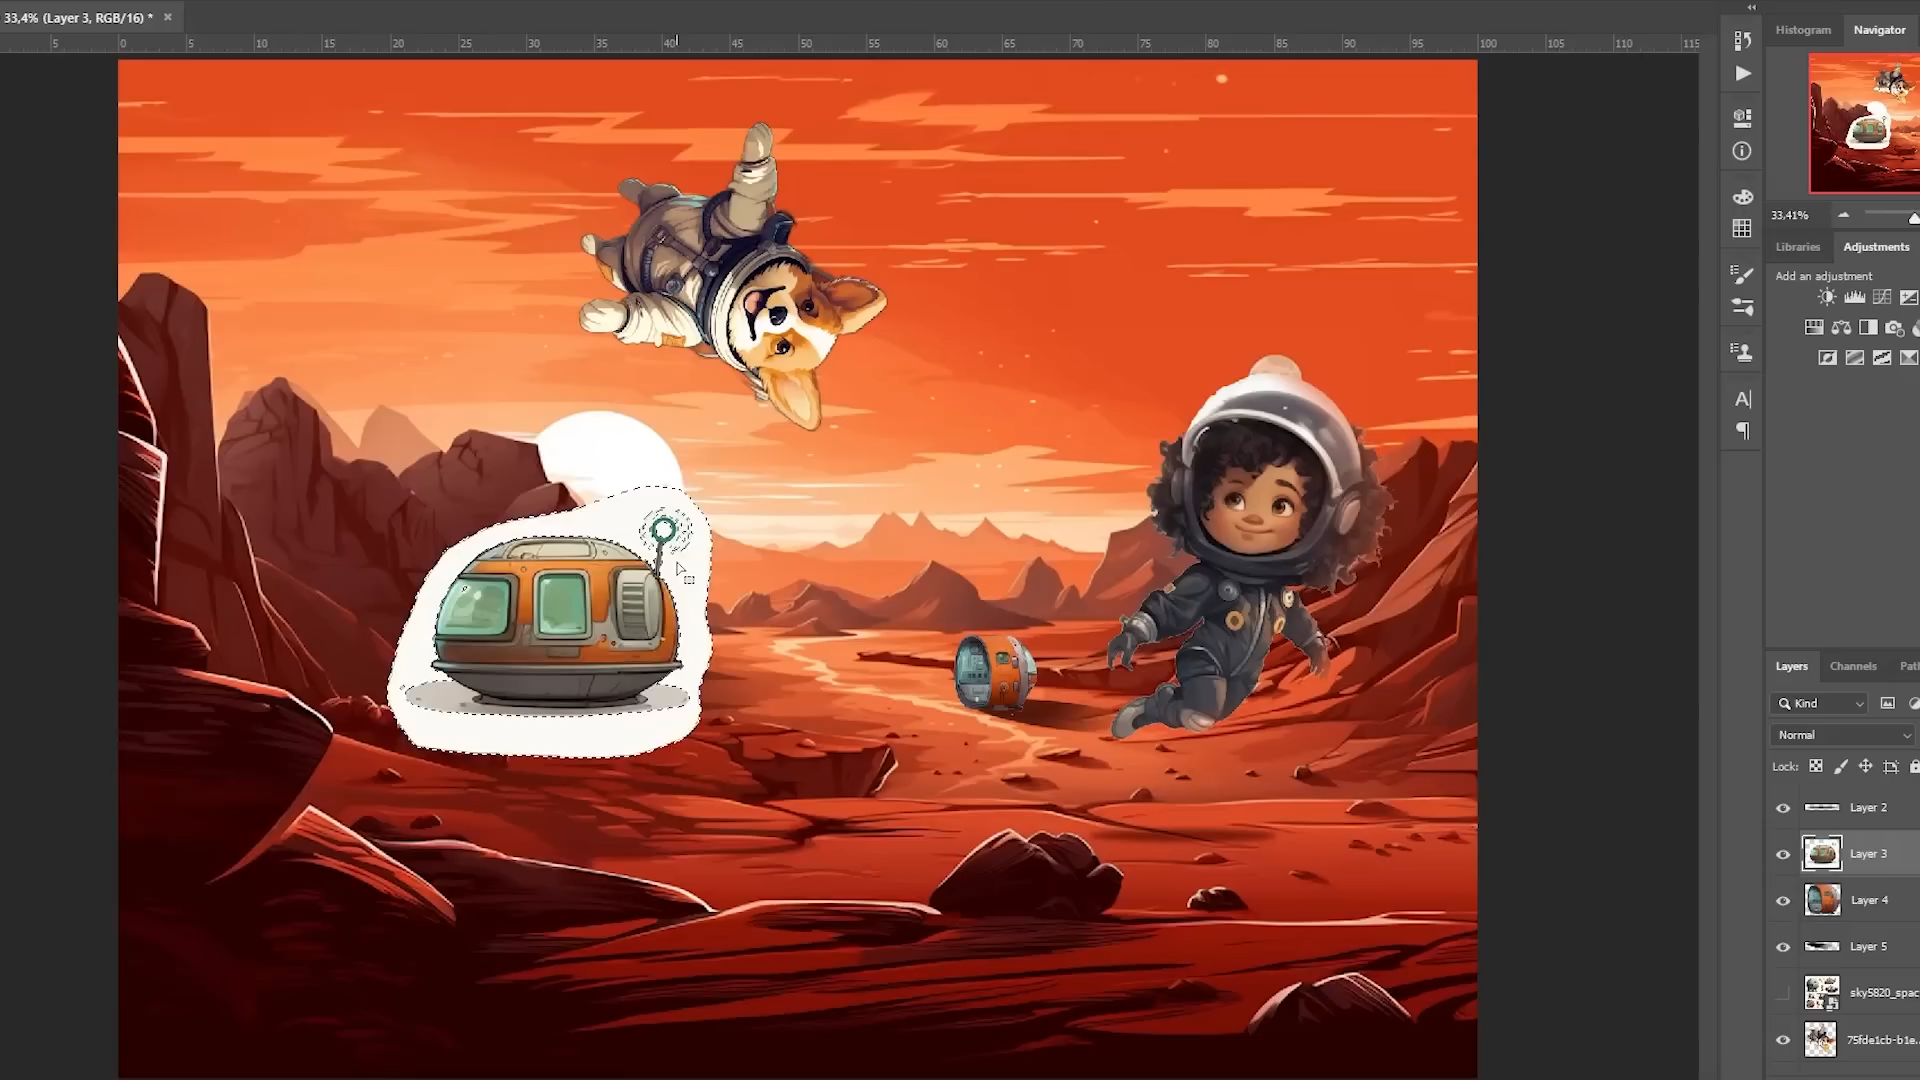 33,4% (Layer 3, RGB/16) *
5 0 5 10 15 20 25 30 35 40 45 50 55 60 65 70 75 80 85 90 95 100 105 110 115
Histogram Navigator
33,41%
Libraries Adjustments
Add an adjustment
Layers Channels Path
Kind
Normal
Lock:
Layer 2
Layer 3
Layer 4
Layer 5
sky5820_spac
75fde1cb-b1e...